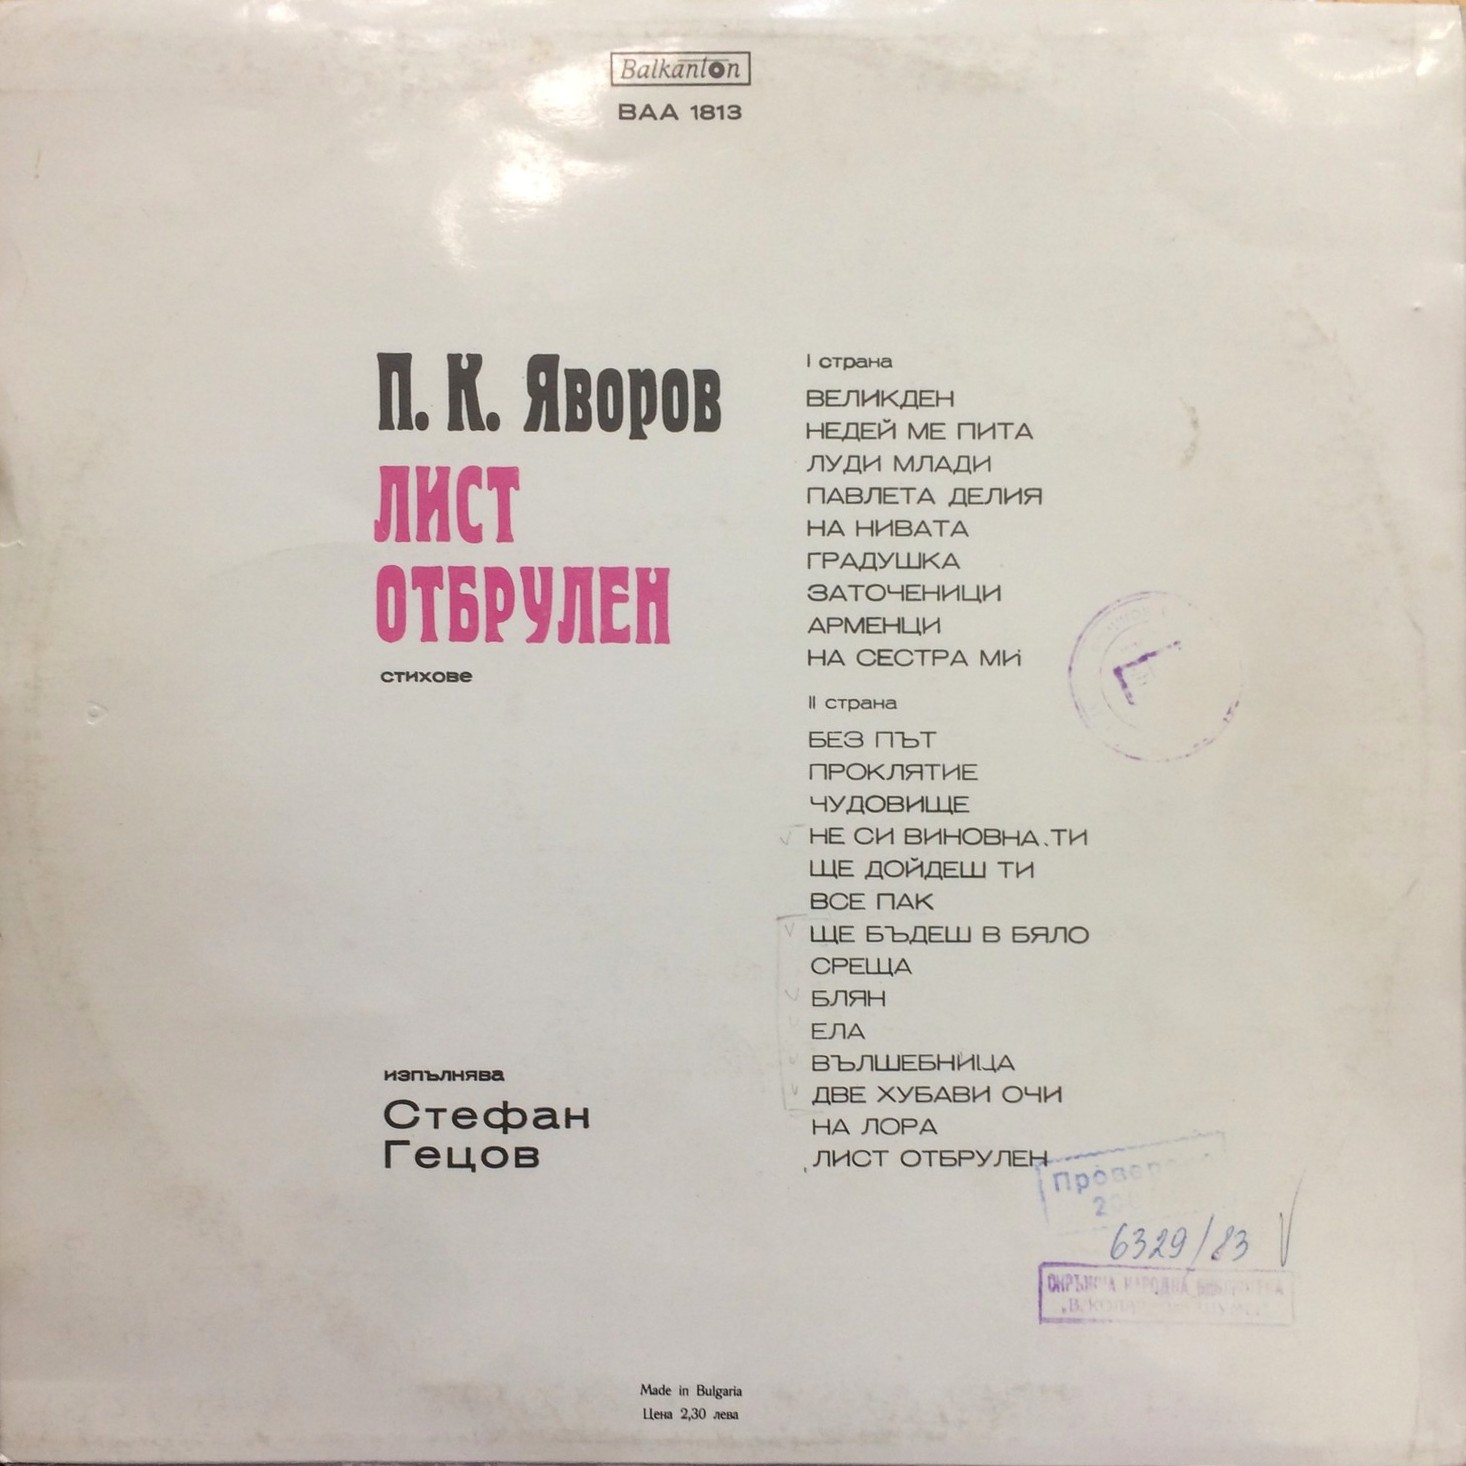 Balkanton
ВАА 1813
П. К. Яворов
ЛИСТ
ОТБРУЛЕН
стихове
изпълнява
Стефан
Гецов
I страна
ВЕЛИКДЕН
НЕДЕЙ МЕ ПИТА
ЛУДИ МЛАДИ
ПАВЛЕТА ДЕЛИЯ
НА НИВАТА
ГРАДУШКА
ЗАТОЧЕНИЦИ
АРМЕНЦИ
НА СЕСТРА МИ
II страна
БЕЗ ПЪТ
ПРОКЛЯТИЕ
ЧУДОВИЩЕ
НЕ СИ ВИНОВНА ТИ
ЩЕ ДОЙДЕШ ТИ
ВСЕ ПАК
ЩЕ БЪДЕШ В БЯЛО
СРЕЩА
БЛЯН
ЕЛА
ВЪЛШЕБНИЦА
ДВЕ ХУБАВИ ОЧИ
НА ЛОРА
ЛИСТ ОТБРУЛЕН
6329/83
ОКРЪЖНА НАРОДНА БИБЛИОТЕКА
Made in Bulgaria
Цена 2,30 лева